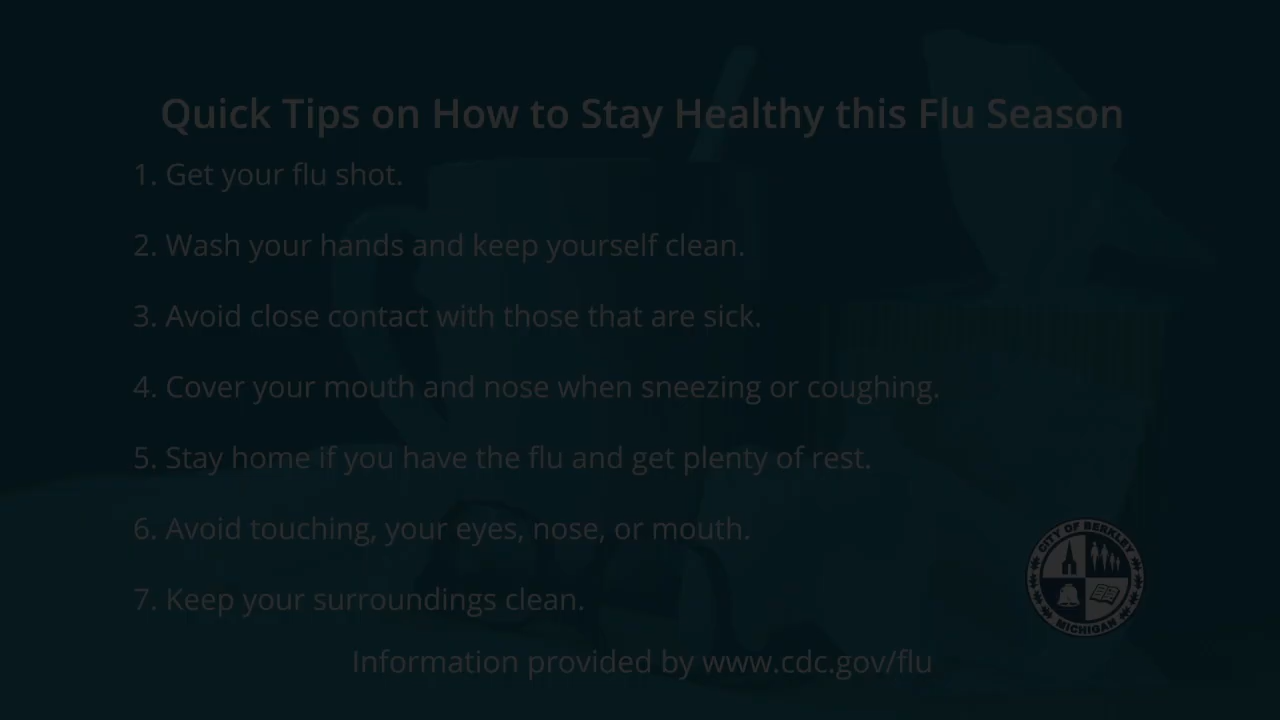 Quick Tips on How to Stay Healthy this Flu Season
1. Get your flu shot.
2. Wash your hands and keep yourself clean.
3. Avoid close contact with those that are sick.
4. Cover your mouth and nose when sneezing or coughing.
5. Stay home if you have the flu and get plenty of rest.
6. Avoid touching, your eyes, nose, or mouth.
7. Keep your surroundings clean.
CITY OF BERKLEY
MICHIGAN
Information provided by www.cdc.gov/flu